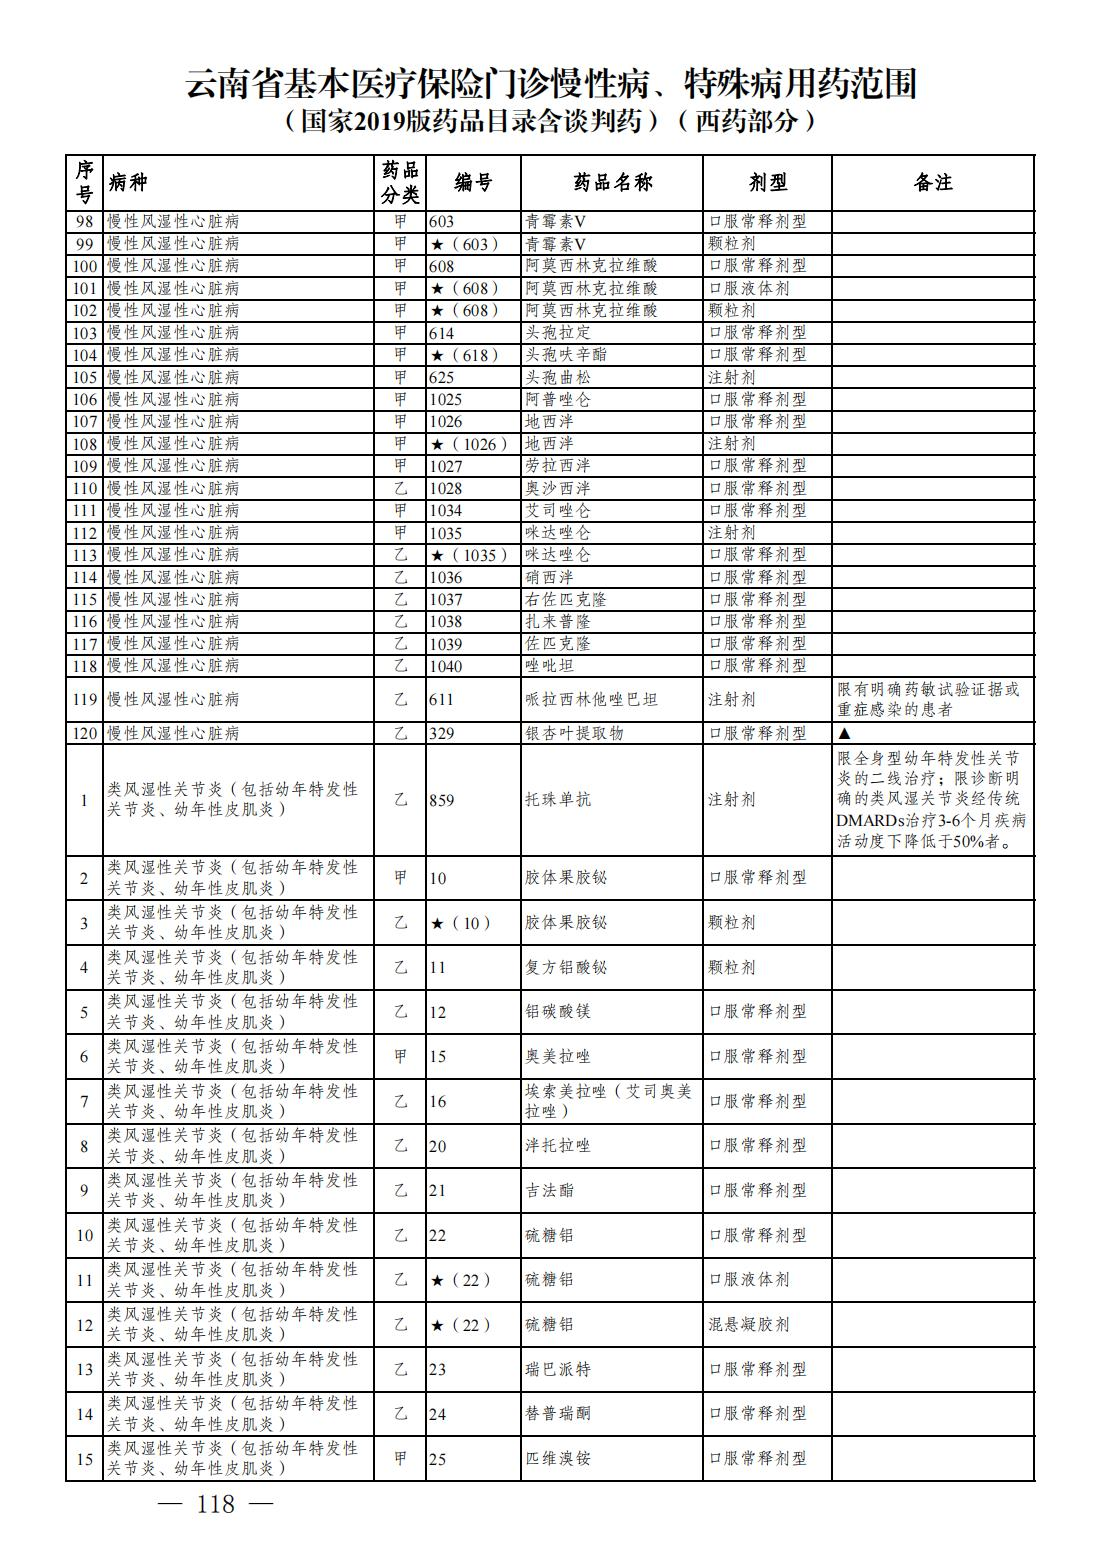 云南省基本医疗保险门诊慢性病、特殊病用药范围
（国家2019版药品目录含谈判药）（西药部分）
序号 病种 药品分类 编号 药品名称 剂型 备注
98 慢性风湿性心脏病 甲 603 青霉素V 口服常释剂型
99 慢性风湿性心脏病 甲 ★（603） 青霉素V 颗粒剂
100 慢性风湿性心脏病 甲 608 阿莫西林克拉维酸 口服常释剂型
101 慢性风湿性心脏病 甲 ★（608） 阿莫西林克拉维酸 口服液体剂
102 慢性风湿性心脏病 甲 ★（608） 阿莫西林克拉维酸 颗粒剂
103 慢性风湿性心脏病 甲 614 头孢拉定 口服常释剂型
104 慢性风湿性心脏病 甲 ★（618） 头孢呋辛酯 口服常释剂型
105 慢性风湿性心脏病 甲 625 头孢曲松 注射剂
106 慢性风湿性心脏病 甲 1025 阿普唑仑 口服常释剂型
107 慢性风湿性心脏病 甲 1026 地西泮 口服常释剂型
108 慢性风湿性心脏病 甲 ★（1026） 地西泮 注射剂
109 慢性风湿性心脏病 甲 1027 劳拉西泮 口服常释剂型
110 慢性风湿性心脏病 乙 1028 奥沙西泮 口服常释剂型
111 慢性风湿性心脏病 甲 1034 艾司唑仑 口服常释剂型
112 慢性风湿性心脏病 甲 1035 咪达唑仑 注射剂
113 慢性风湿性心脏病 乙 ★（1035） 咪达唑仑 口服常释剂型
114 慢性风湿性心脏病 乙 1036 硝西泮 口服常释剂型
115 慢性风湿性心脏病 乙 1037 右佐匹克隆 口服常释剂型
116 慢性风湿性心脏病 乙 1038 扎来普隆 口服常释剂型
117 慢性风湿性心脏病 乙 1039 佐匹克隆 口服常释剂型
118 慢性风湿性心脏病 乙 1040 唑吡坦 口服常释剂型
119 慢性风湿性心脏病 乙 611 哌拉西林他唑巴坦 注射剂 限有明确药敏试验证据或
重症感染的患者
120 慢性风湿性心脏病 乙 329 银杏叶提取物 口服常释剂型 ▲
1 类风湿性关节炎（包括幼年特发性
关节炎、幼年性皮肌炎） 乙 859 托珠单抗 注射剂 限全身型幼年特发性关节
炎的二线治疗；限诊断明
确的类风湿关节炎经传统
DMARDs治疗3-6个月疾病
活动度下降低于50%者。
2 类风湿性关节炎（包括幼年特发性
关节炎、幼年性皮肌炎） 甲 10 胶体果胶铋 口服常释剂型
3 类风湿性关节炎（包括幼年特发性
关节炎、幼年性皮肌炎） 乙 ★（10） 胶体果胶铋 颗粒剂
4 类风湿性关节炎（包括幼年特发性
关节炎、幼年性皮肌炎） 乙 11 复方铝酸铋 颗粒剂
5 类风湿性关节炎（包括幼年特发性
关节炎、幼年性皮肌炎） 乙 12 铝碳酸镁 口服常释剂型
6 类风湿性关节炎（包括幼年特发性
关节炎、幼年性皮肌炎） 甲 15 奥美拉唑 口服常释剂型
7 类风湿性关节炎（包括幼年特发性
关节炎、幼年性皮肌炎） 乙 16 埃索美拉唑（艾司奥美
拉唑） 口服常释剂型
8 类风湿性关节炎（包括幼年特发性
关节炎、幼年性皮肌炎） 乙 20 泮托拉唑 口服常释剂型
9 类风湿性关节炎（包括幼年特发性
关节炎、幼年性皮肌炎） 乙 21 吉法酯 口服常释剂型
10 类风湿性关节炎（包括幼年特发性
关节炎、幼年性皮肌炎） 乙 22 硫糖铝 口服常释剂型
11 类风湿性关节炎（包括幼年特发性
关节炎、幼年性皮肌炎） 乙 ★（22） 硫糖铝 口服液体剂
12 类风湿性关节炎（包括幼年特发性
关节炎、幼年性皮肌炎） 乙 ★（22） 硫糖铝 混悬凝胶剂
13 类风湿性关节炎（包括幼年特发性
关节炎、幼年性皮肌炎） 乙 23 瑞巴派特 口服常释剂型
14 类风湿性关节炎（包括幼年特发性
关节炎、幼年性皮肌炎） 乙 24 替普瑞酮 口服常释剂型
15 类风湿性关节炎（包括幼年特发性
关节炎、幼年性皮肌炎） 甲 25 匹维溴铵 口服常释剂型
— 118 —